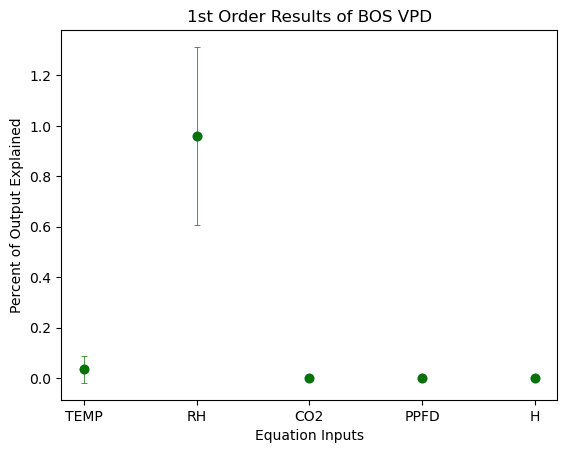 1st Order Results of BOS VPD
Percent of Output Explained
1.2
1.0
0.8
0.6
0.4
0.2
0.0
TEMP RH CO2 PPFD H
Equation Inputs